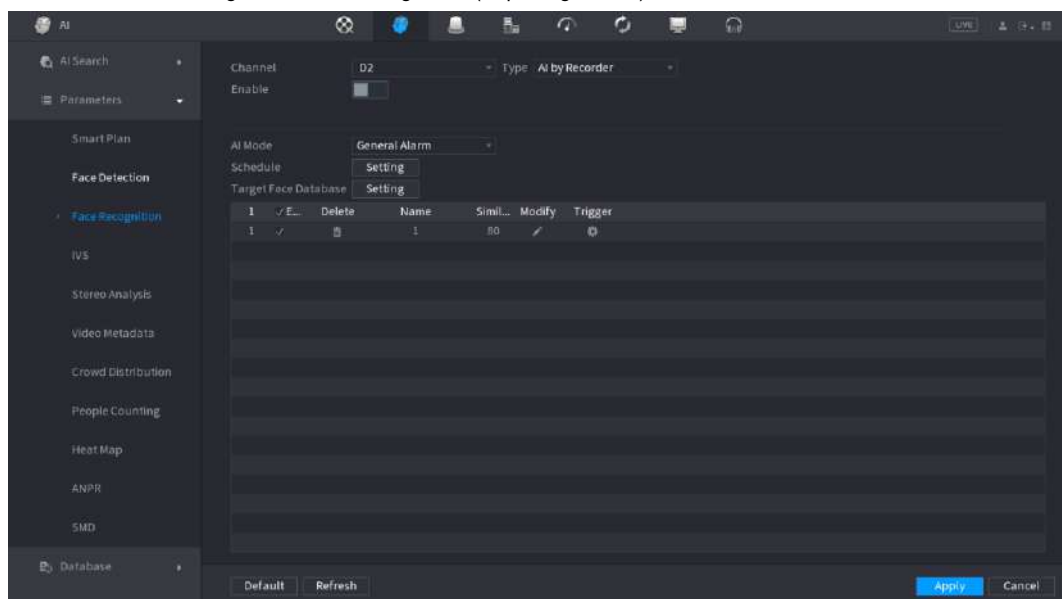 AI
LIVE
AI Search
Parameters
Smart Plan
Face Detection
Face Recognition
IVS
Stereo Analysis
Video Metadata
Crowd Distribution
People Counting
Heat Map
ANPR
SMD
Database
Channel D2 Type AI by Recorder
Enable
AI Mode General Alarm
Schedule Setting
Target Face Database Setting
1 E... Delete Name Simil... Modify Trigger
1 1 80
Default Refresh Apply Cancel